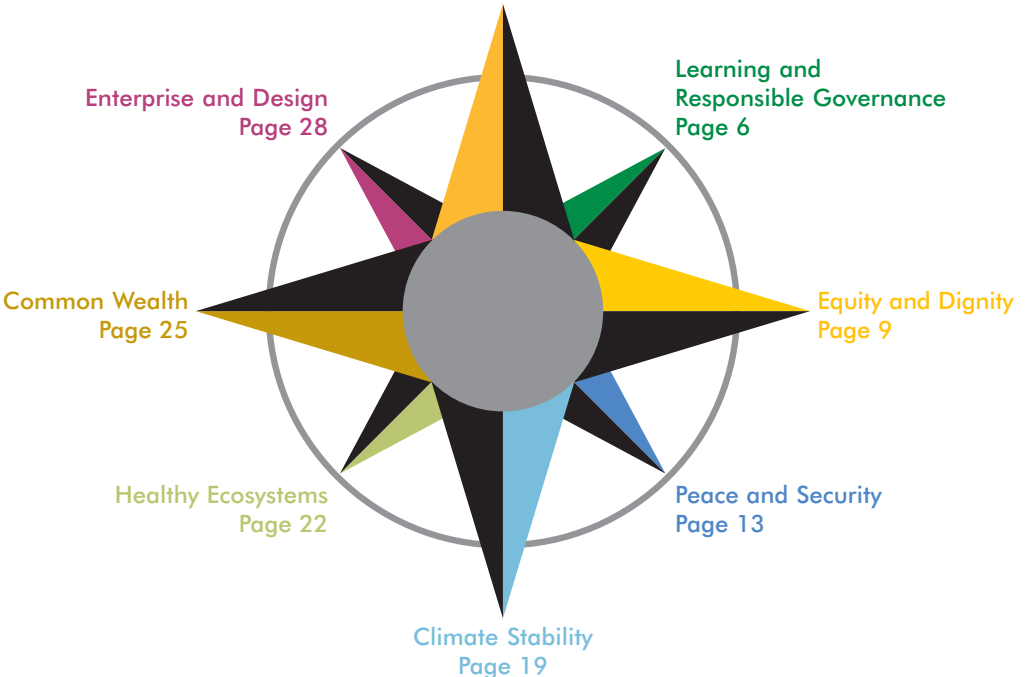 Enterprise and Design
Page 28
Learning and
Responsible Governance
Page 6
Common Wealth
Page 25
Equity and Dignity
Page 9
Healthy Ecosystems
Page 22
Peace and Security
Page 13
Climate Stability
Page 19